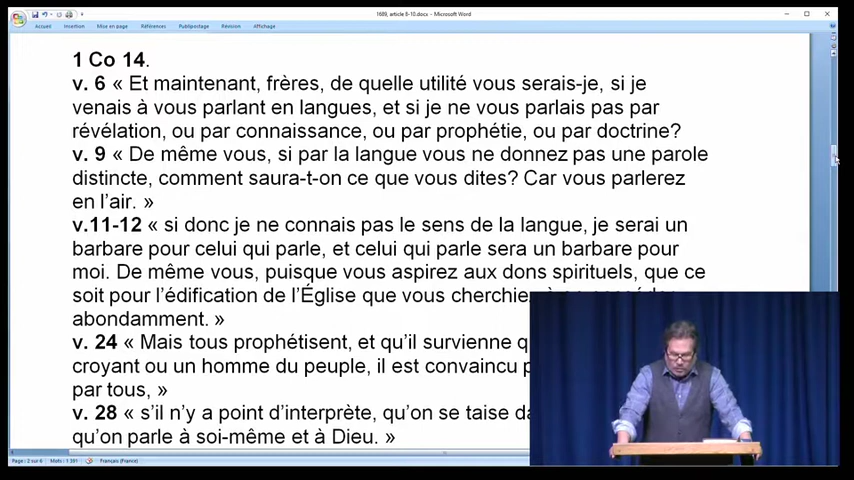 1689, article 8-10.docx - Microsoft Word
Accueil Insertion Mise en page Références Publipostage Révision Affichage
1 Co 14.
v. 6 « Et maintenant, frères, de quelle utilité vous serais-je, si je
venais à vous parlant en langues, et si je ne vous parlais pas par
révélation, ou par connaissance, ou par prophétie, ou par doctrine?
v. 9 « De même vous, si par la langue vous ne donnez pas une parole
distincte, comment saura-t-on ce que vous dites? Car vous parlerez
en l’air. »
v.11-12 « si donc je ne connais pas le sens de la langue, je serai un
barbare pour celui qui parle, et celui qui parle sera un barbare pour
moi. De même vous, puisque vous aspirez aux dons spirituels, que ce
soit pour l’édification de l’Église que vous cherchie
abondamment. »
v. 24 « Mais tous prophétisent, et qu’il survienne q
croyant ou un homme du peuple, il est convaincu p
par tous, »
v. 28 « s’il n’y a point d’interprète, qu’on se taise da
qu’on parle à soi-même et à Dieu. »
Page : 2 sur 6 Mots : 1 391 Français (France)